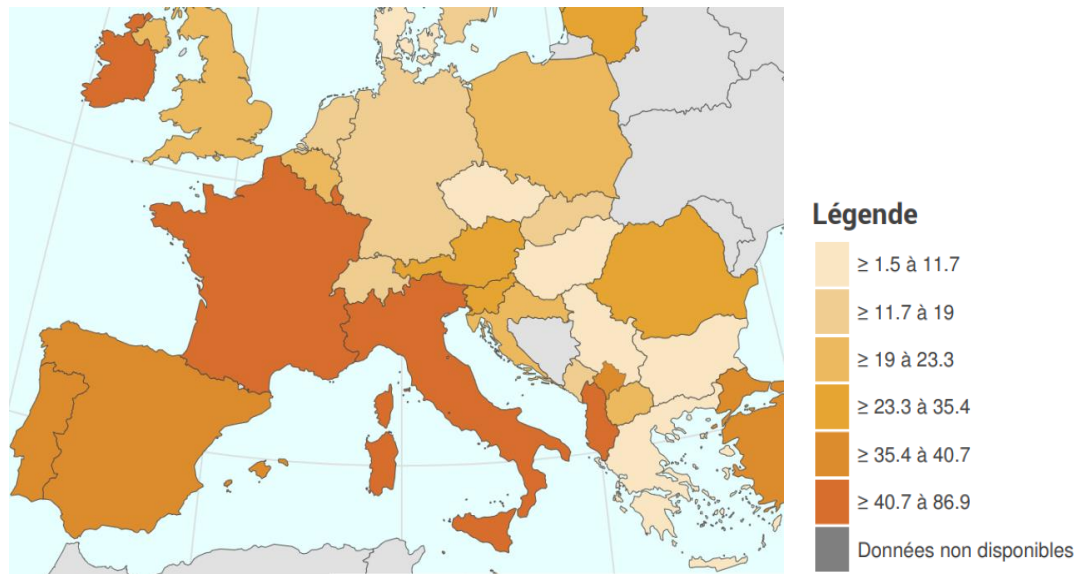 Légende
≥ 1.5 à 11.7
≥ 11.7 à 19
≥ 19 à 23.3
≥ 23.3 à 35.4
≥ 35.4 à 40.7
≥ 40.7 à 86.9
Données non disponibles